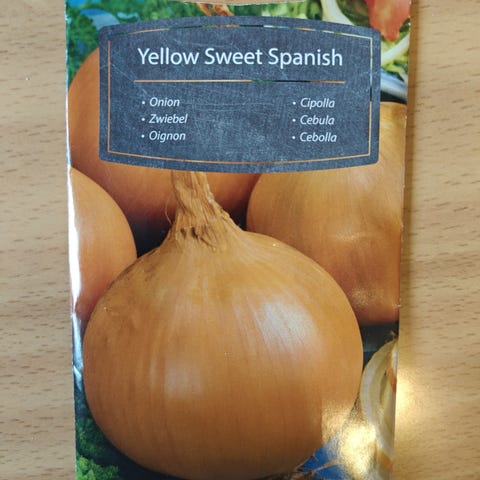 Yellow Sweet Spanish
• Onion
• Zwiebel
• Oignon
• Cipolla
• Cebula
• Cebolla